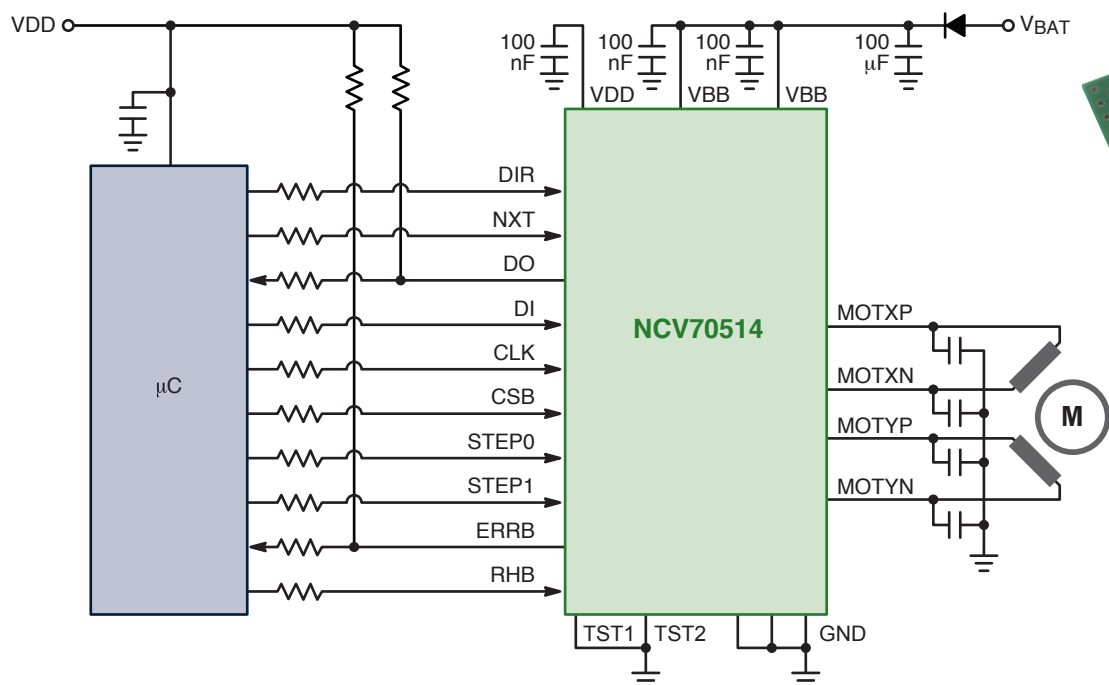 VDD
100 nF
100 nF
100 nF
100 μF
VBAT
VDD
VBB
VBB
DIR
NXT
DO
DI
CLK
CSB
STEP0
STEP1
ERRB
RHB
μC
NCV70514
MOTXP
MOTXN
MOTYP
MOTYN
M
TST1
TST2
GND